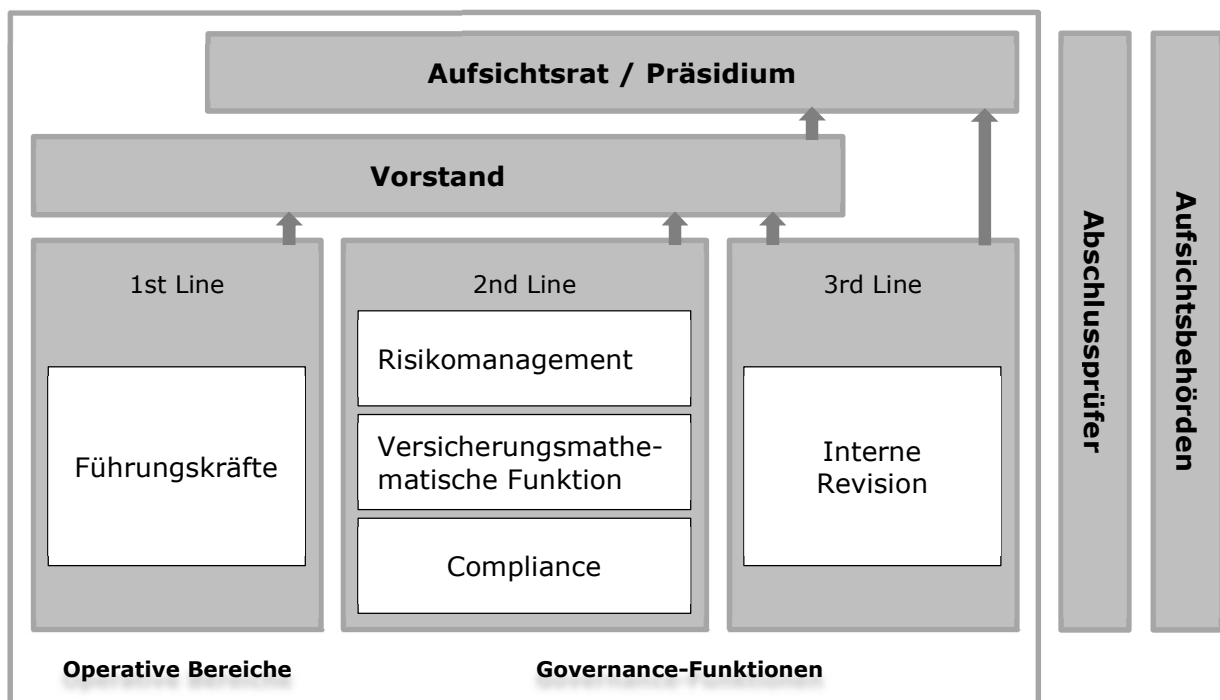 Aufsichtsrat / Präsidium
Vorstand
1st Line
Führungskräfte
2nd Line
Risikomanagement
Versicherungsmathe-
matische Funktion
Compliance
3rd Line
Interne
Revision
Operative Bereiche
Governance-Funktionen
Abschlussprüfer
Aufsichtsbehörden